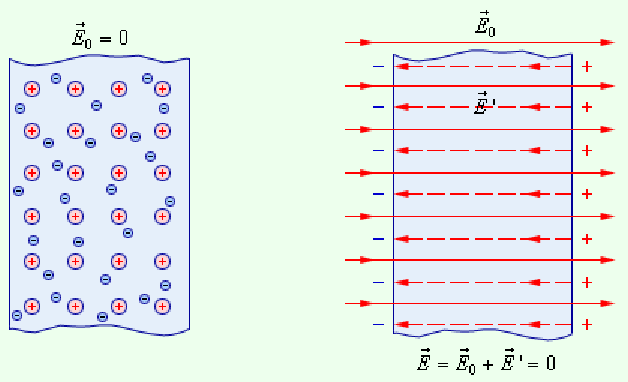 E⃗₀ = 0
E⃗₀
E⃗'
E⃗ = E⃗₀ + E⃗' = 0